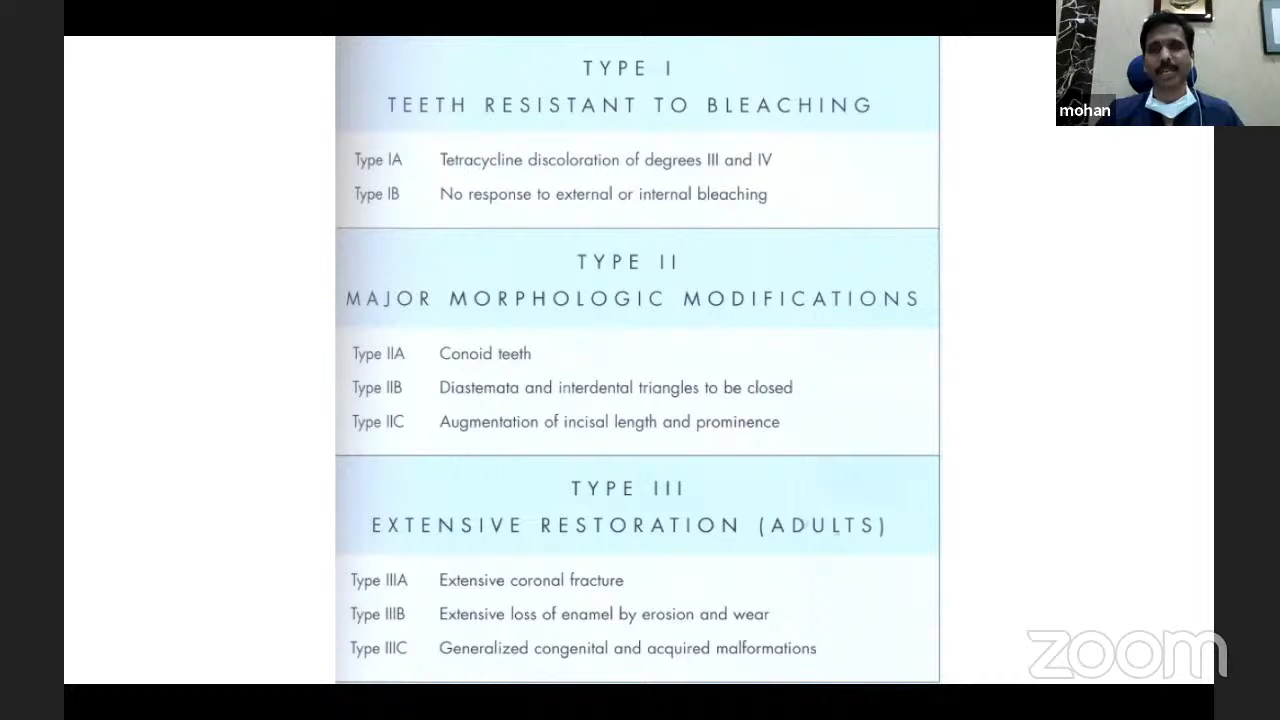 TYPE I
TEETH RESISTANT TO BLEACHING
Type IA Tetracycline discoloration of degrees III and IV
Type IB No response to external or internal bleaching
TYPE II
MAJOR MORPHOLOGIC MODIFICATIONS
Type IIA Conoid teeth
Type IIB Diastemata and interdental triangles to be closed
Type IIC Augmentation of incisal length and prominence
TYPE III
EXTENSIVE RESTORATION (ADULTS)
Type IIIA Extensive coronal fracture
Type IIIB Extensive loss of enamel by erosion and wear
Type IIIC Generalized congenital and acquired malformations
mohan
zoom